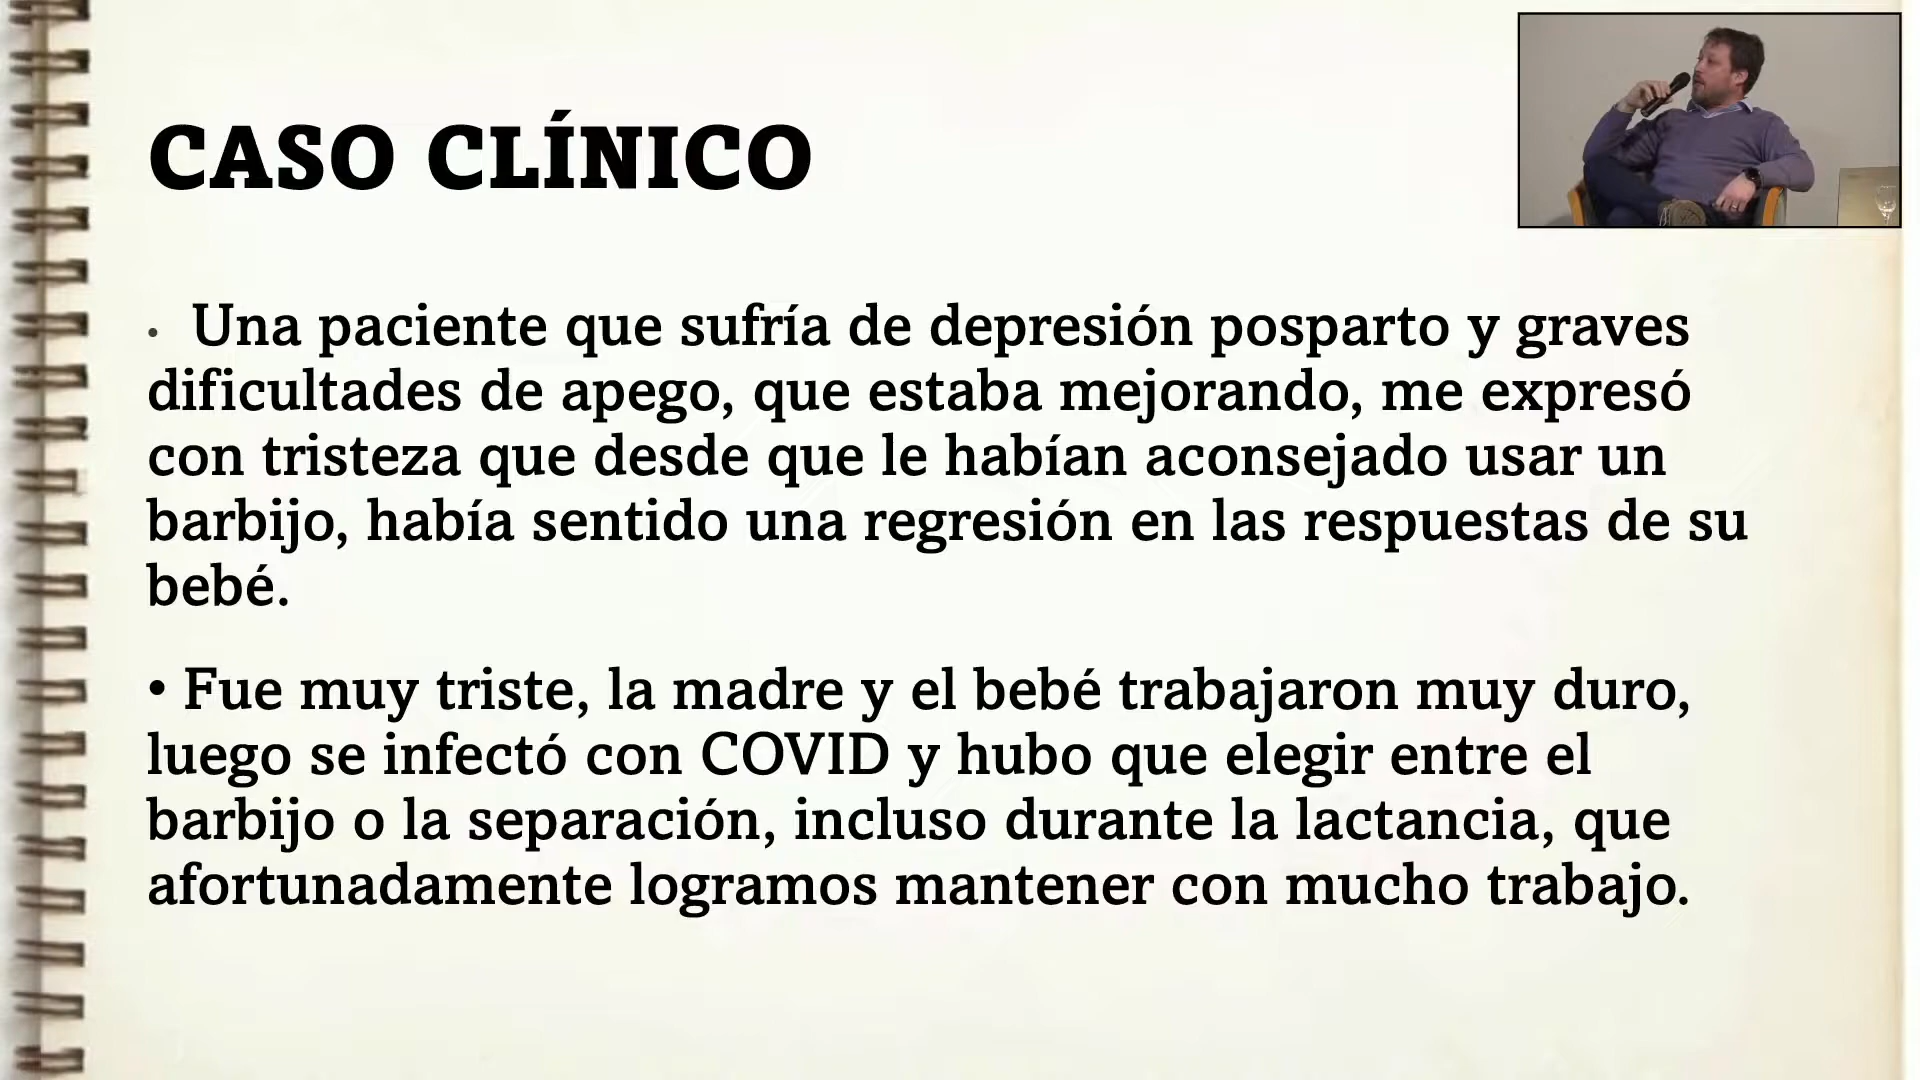 CASO CLÍNICO
• Una paciente que sufría de depresión posparto y graves
dificultades de apego, que estaba mejorando, me expresó
con tristeza que desde que le habían aconsejado usar un
barbijo, había sentido una regresión en las respuestas de su
bebé.
• Fue muy triste, la madre y el bebé trabajaron muy duro,
luego se infectó con COVID y hubo que elegir entre el
barbijo o la separación, incluso durante la lactancia, que
afortunadamente logramos mantener con mucho trabajo.